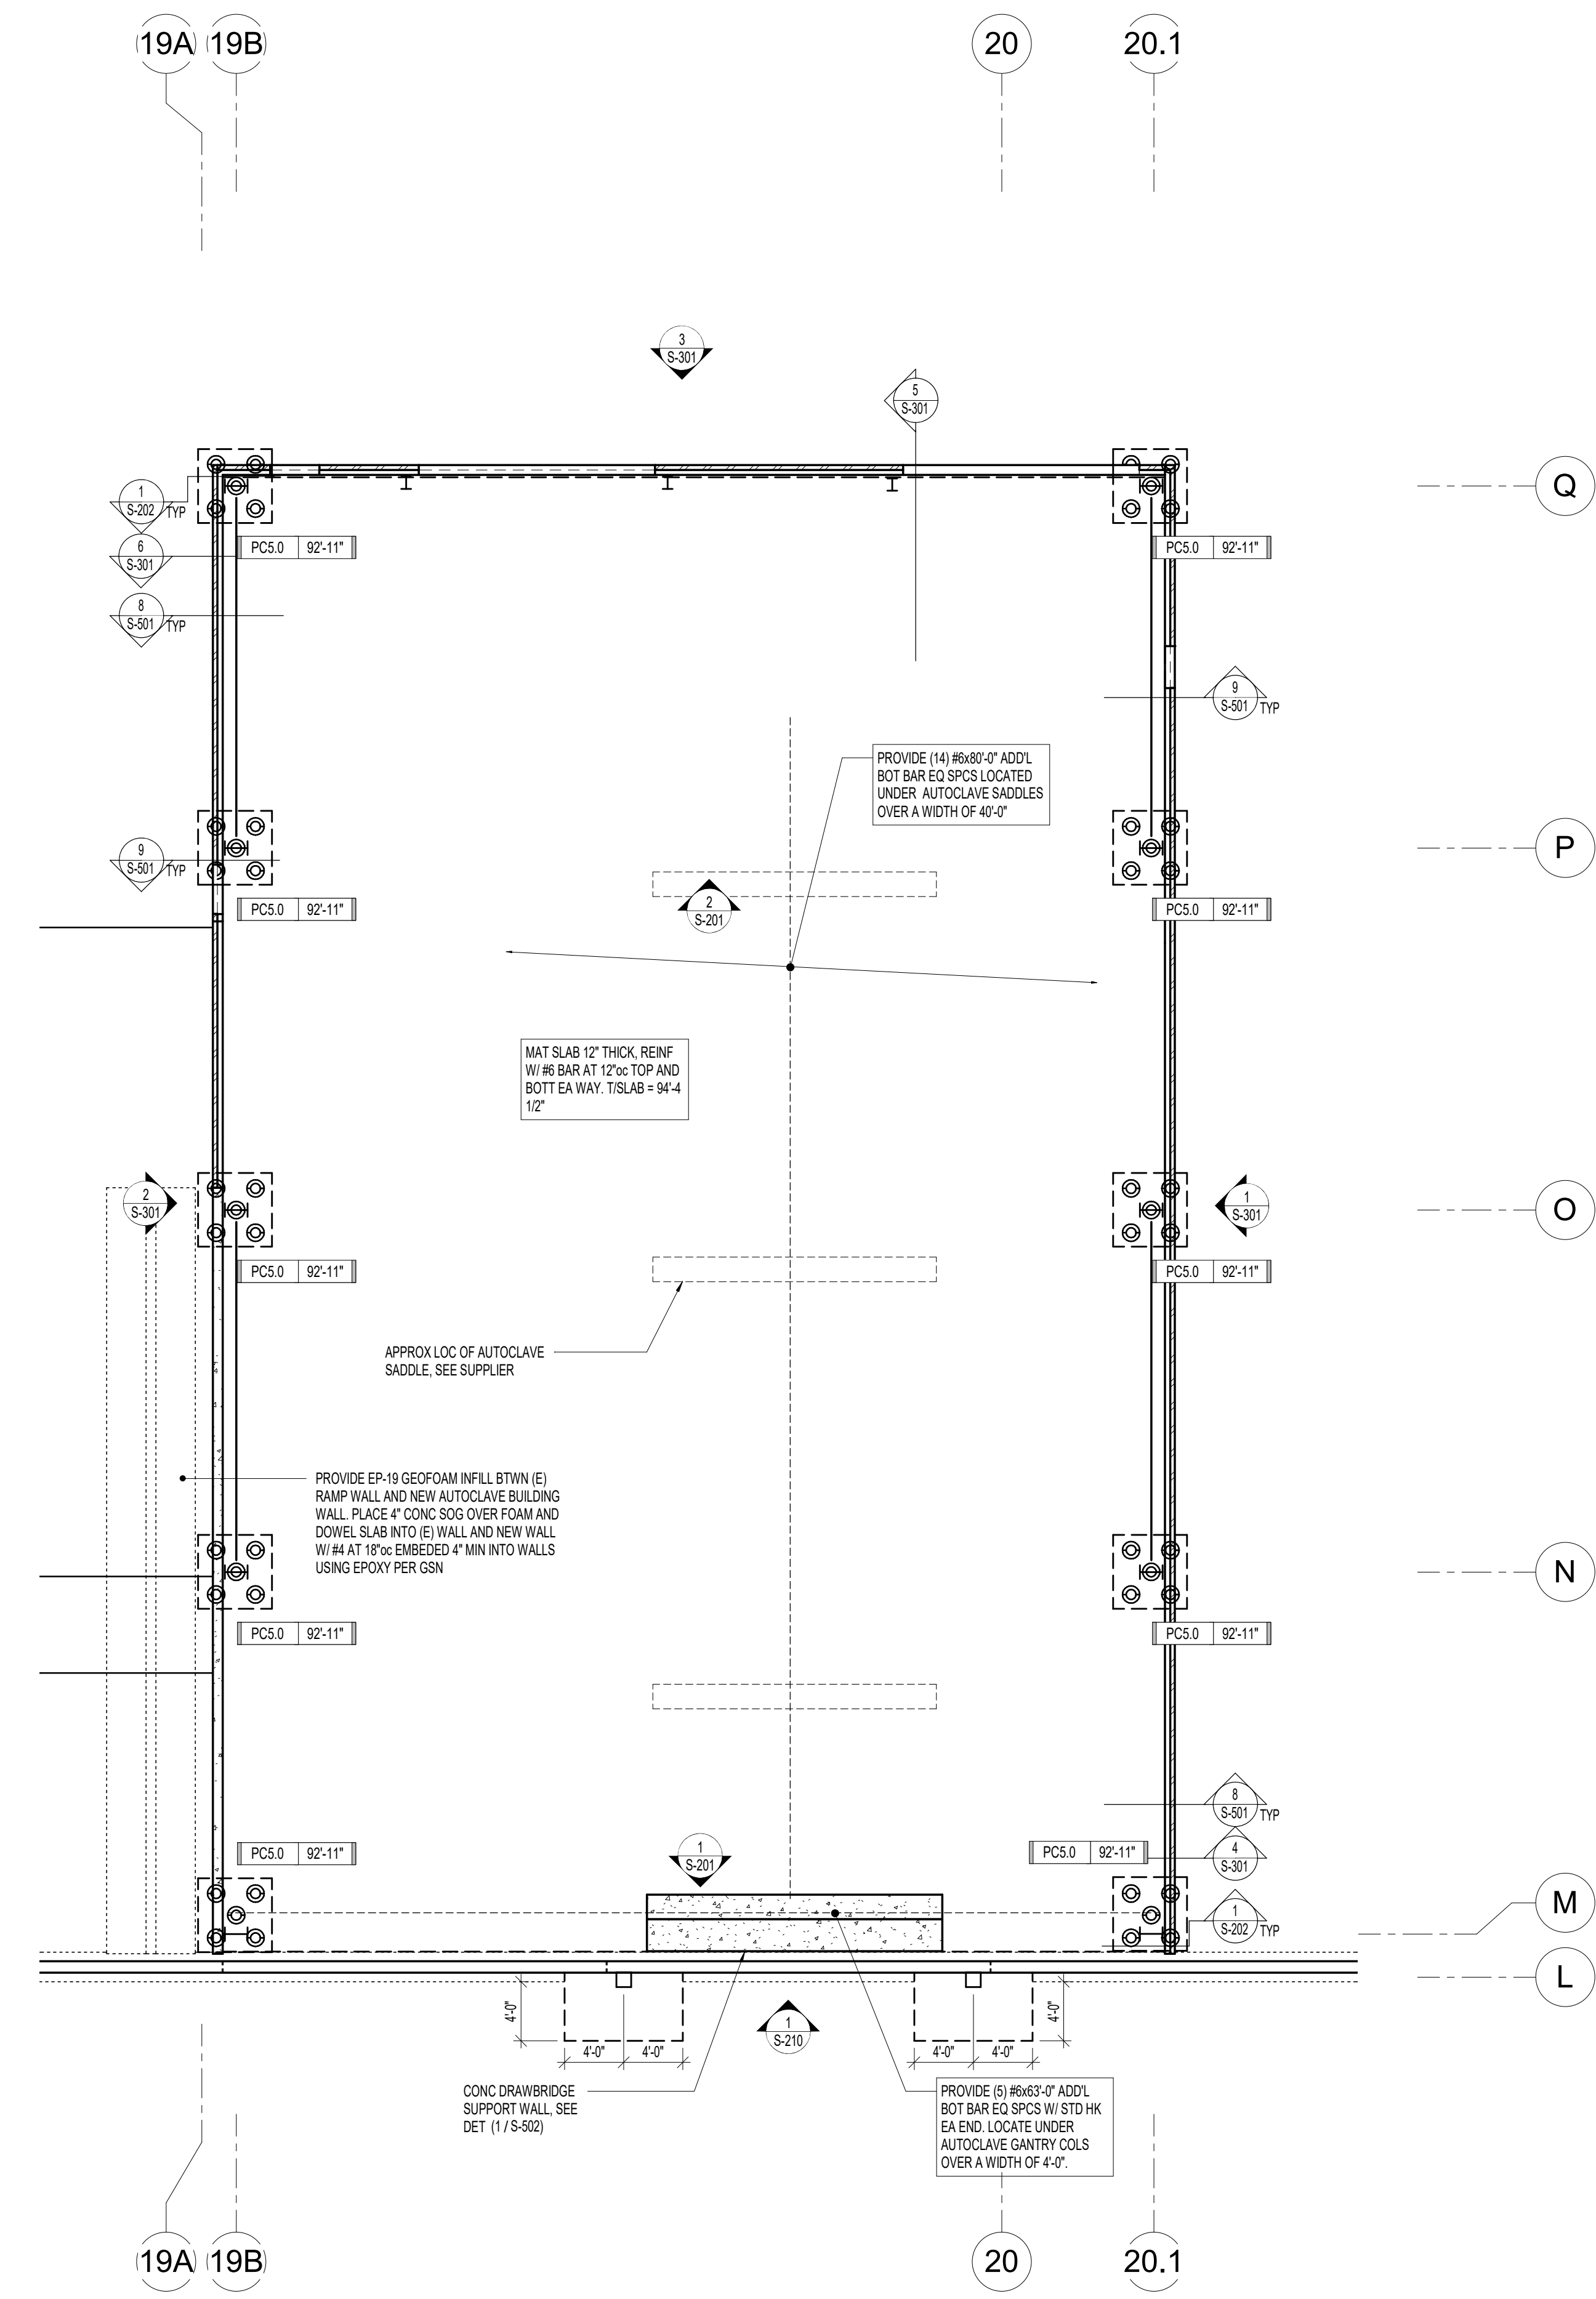 19A 19B 20 20.1
3
S-301
5
S-301
Q
1
S-202 TYP
6
S-301
PC5.0 92'-11"
PC5.0 92'-11"
8
S-501 TYP
9
S-501 TYP
PROVIDE (14) #6x80'-0" ADD'L
BOT BAR EQ SPCS LOCATED
UNDER AUTOCLAVE SADDLES
OVER A WIDTH OF 40'-0"
P
9
S-501 TYP
2
S-201
PC5.0 92'-11"
PC5.0 92'-11"
MAT SLAB 12" THICK, REINF
W/ #6 BAR AT 12"oc TOP AND
BOTT EA WAY. T/SLAB = 94'-4
1/2"
2
S-301
1
S-301
O
PC5.0 92'-11"
PC5.0 92'-11"
APPROX LOC OF AUTOCLAVE
SADDLE, SEE SUPPLIER
PROVIDE EP-19 GEOFOAM INFILL BTWN (E)
RAMP WALL AND NEW AUTOCLAVE BUILDING
WALL. PLACE 4" CONC SOG OVER FOAM AND
DOWEL SLAB INTO (E) WALL AND NEW WALL
W/ #4 AT 18"oc EMBEDED 4" MIN INTO WALLS
USING EPOXY PER GSN
N
PC5.0 92'-11"
PC5.0 92'-11"
8
S-501 TYP
PC5.0 92'-11"
1
S-201
PC5.0 92'-11"
4
S-301
1
S-202 TYP
M
L
4'-0"
1
S-210
4'-0"
4'-0" 4'-0"
4'-0" 4'-0"
CONC DRAWBRIDGE
SUPPORT WALL, SEE
DET (1 / S-502)
PROVIDE (5) #6x63'-0" ADD'L
BOT BAR EQ SPCS W/ STD HK
EA END. LOCATE UNDER
AUTOCLAVE GANTRY COLS
OVER A WIDTH OF 4'-0".
19A 19B 20 20.1